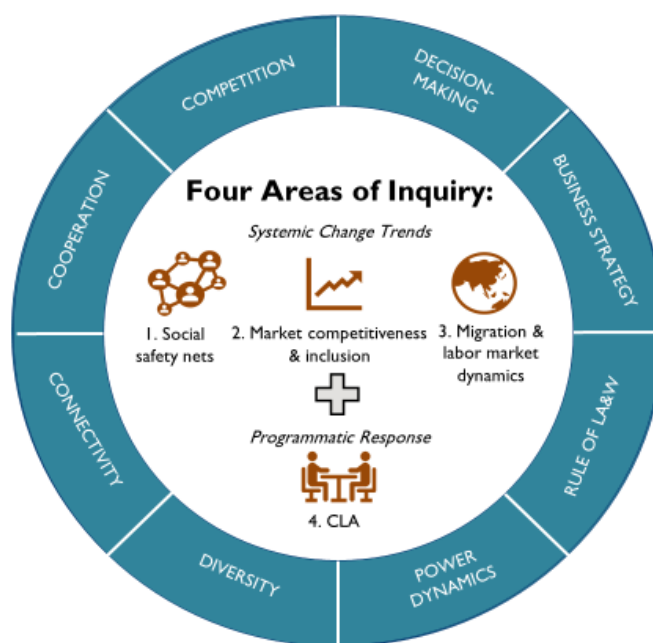 COMPETITION
DECISION-
MAKING
BUSINESS STRATEGY
RULE OF LA&W
POWER
DYNAMICS
DIVERSITY
CONNECTIVITY
COOPERATION
Four Areas of Inquiry:
Systemic Change Trends
1. Social
safety nets
2. Market competitiveness
& inclusion
3. Migration &
labor market
dynamics
Programmatic Response
4. CLA